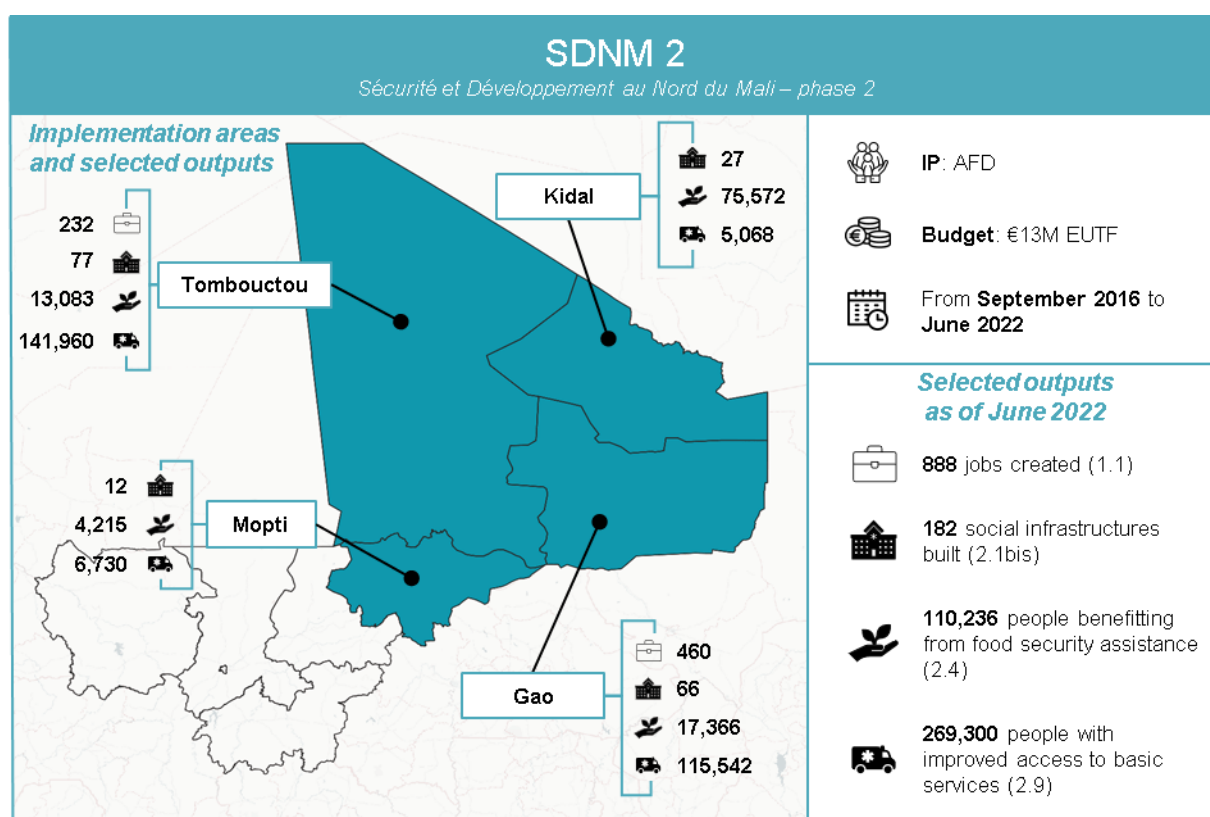 SDNM 2
Sécurité et Développement au Nord du Mali – phase 2
Implementation areas
and selected outputs
232
77
13,083
141,960
Tombouctou
Kidal
27
75,572
5,068
12
4,215
6,730
Mopti
Gao
460
66
17,366
115,542
IP: AFD
Budget: €13M EUTF
From September 2016 to
June 2022
Selected outputs
as of June 2022
888 jobs created (1.1)
182 social infrastructures
built (2.1bis)
110,236 people benefitting
from food security assistance
(2.4)
269,300 people with
improved access to basic
services (2.9)